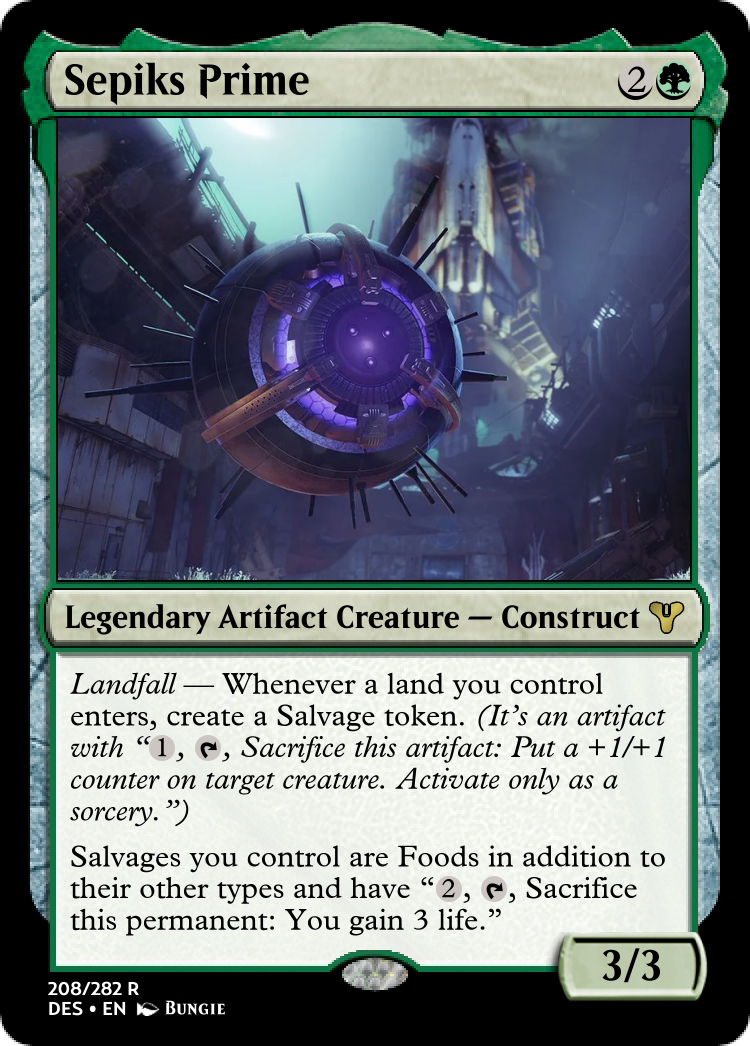 Sepiks Prime 2
Legendary Artifact Creature — Construct
Landfall — Whenever a land you control
enters, create a Salvage token. (It's an artifact
with “1, , Sacrifice this artifact: Put a +1/+1
counter on target creature. Activate only as a
sorcery.”)
Salvages you control are Foods in addition to
their other types and have “2, , Sacrifice
this permanent: You gain 3 life.”
3/3
208/282 R
DES • EN BUNGIE